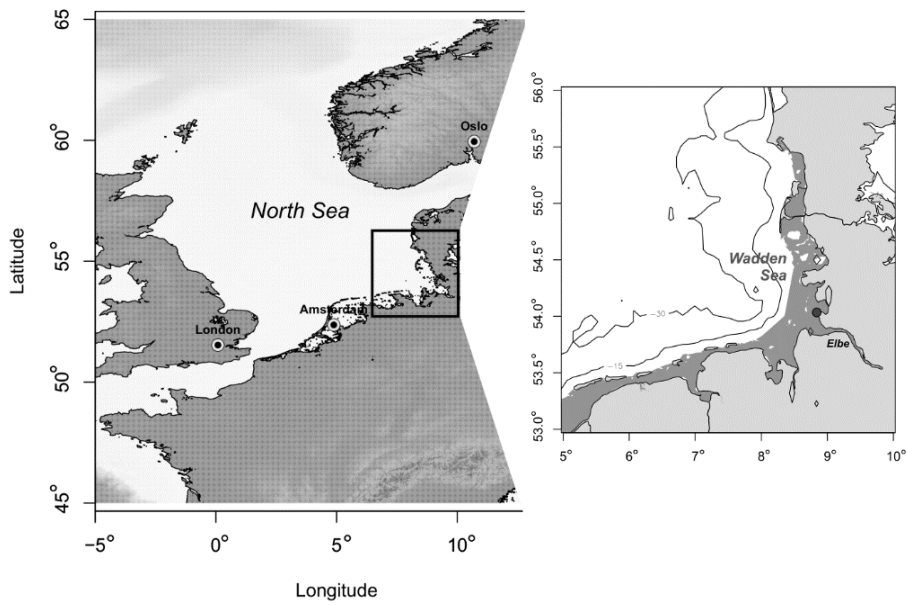 65
60°
55°
50°
45°
Latitude
−5°
0°
5°
10°
Longitude
North Sea
Oslo
Amsterdam
London
56.0°
55.5°
55.0°
54.5°
54.0°
53.5°
53.0°
5°
6°
7°
8°
9°
10°
Wadden
Sea
−30
−15
Elbe